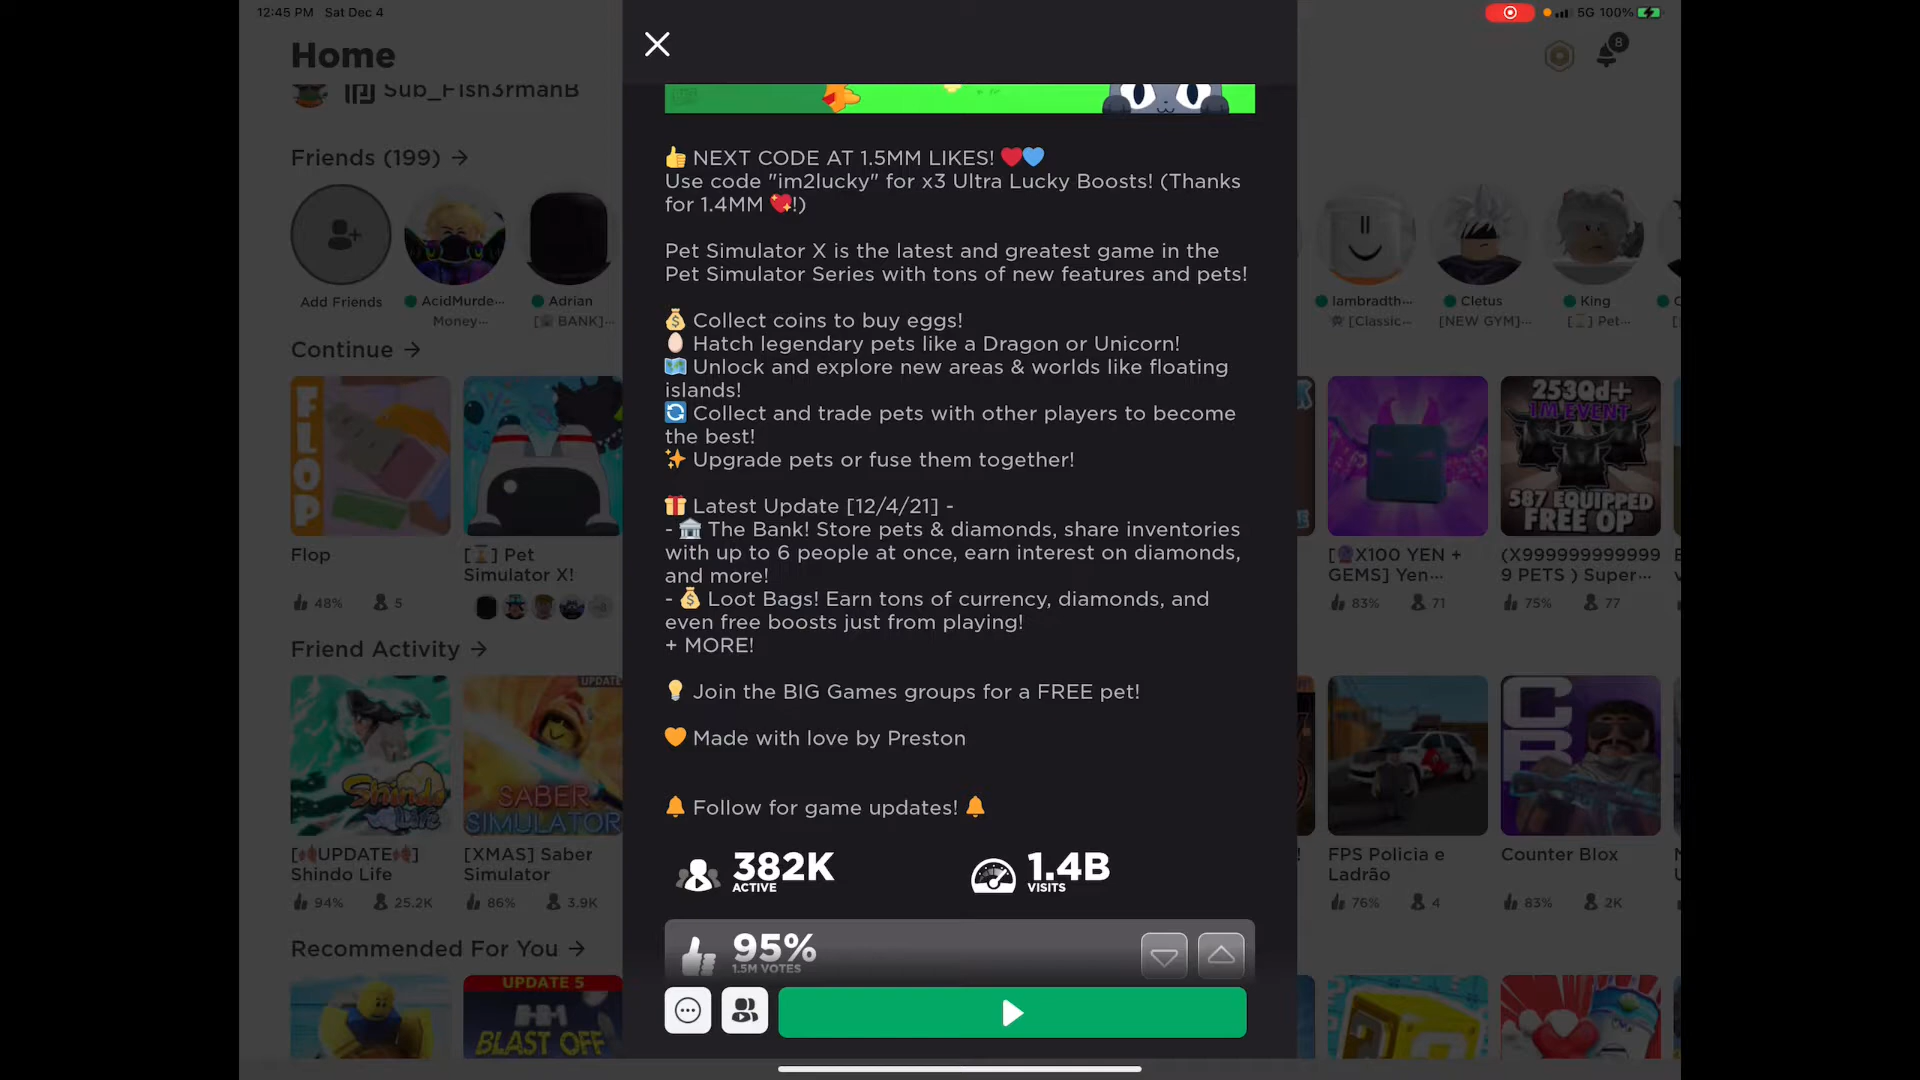 12:45 PM Sat Dec 4
5G 100%
Home
8
Sub_Fish3rmanB
Friends (199) →
Add Friends
AcidMurde...
Money...
Adrian
[🏦 BANK]...
Iambradth...
[Classic...
Cletus
[NEW GYM]...
King
[⌛] Pet...
Continue →
FLOP
Flop
48% 5
[⌛] Pet
Simulator X!
[🔮X100 YEN +
GEMS] Yen...
83% 71
253Qd+
1M EVENT
587 EQUIPPED
FREE OP
(X999999999999
9 PETS ) Super...
75% 77
👍 NEXT CODE AT 1.5MM LIKES! ❤️💙
Use code "im2lucky" for x3 Ultra Lucky Boosts! (Thanks
for 1.4MM 💖!)
Pet Simulator X is the latest and greatest game in the
Pet Simulator Series with tons of new features and pets!
💰 Collect coins to buy eggs!
🥚 Hatch legendary pets like a Dragon or Unicorn!
🗺️ Unlock and explore new areas & worlds like floating
islands!
🔄 Collect and trade pets with other players to become
the best!
✨ Upgrade pets or fuse them together!
🎁 Latest Update [12/4/21] -
- 🏦 The Bank! Store pets & diamonds, share inventories
with up to 6 people at once, earn interest on diamonds,
and more!
- 💰 Loot Bags! Earn tons of currency, diamonds, and
even free boosts just from playing!
+ MORE!
💡 Join the BIG Games groups for a FREE pet!
🧡 Made with love by Preston
🔔 Follow for game updates! 🔔
382K
ACTIVE
1.4B
VISITS
95%
1.5M VOTES
Friend Activity →
Shindo
Life
[🍂UPDATE🍂]
Shindo Life
94% 25.2K
UPDATE
SABER
SIMULATOR
[XMAS] Saber
Simulator
86% 3.9K
FPS Policia e
Ladrão
76% 4
CB
Counter Blox
83% 2K
Recommended For You →
UPDATE 5
BLAST OFF